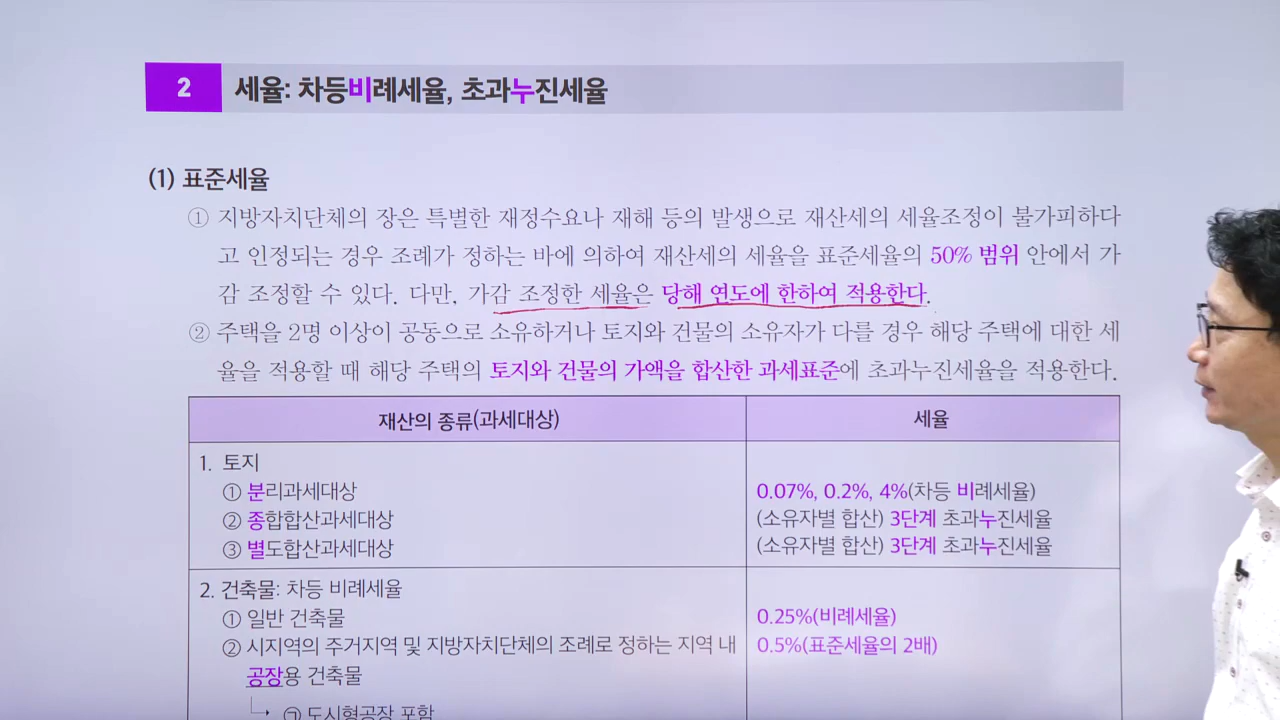 2 세율: 차등비례세율, 초과누진세율
(1) 표준세율
① 지방자치단체의 장은 특별한 재정수요나 재해 등의 발생으로 재산세의 세율조정이 불가피하다
고 인정되는 경우 조례가 정하는 바에 의하여 재산세의 세율을 표준세율의 50% 범위 안에서 가
감 조정할 수 있다. 다만, 가감 조정한 세율은 당해 연도에 한하여 적용한다.
② 주택을 2명 이상이 공동으로 소유하거나 토지와 건물의 소유자가 다를 경우 해당 주택에 대한 세
율을 적용할 때 해당 주택의 토지와 건물의 가액을 합산한 과세표준에 초과누진세율을 적용한다.
재산의 종류(과세대상) 세율
1. 토지
① 분리과세대상 0.07%, 0.2%, 4%(차등 비례세율)
② 종합합산과세대상 (소유자별 합산) 3단계 초과누진세율
③ 별도합산과세대상 (소유자별 합산) 3단계 초과누진세율
2. 건축물: 차등 비례세율
① 일반 건축물 0.25%(비례세율)
② 시지역의 주거지역 및 지방자치단체의 조례로 정하는 지역 내 0.5%(표준세율의 2배)
공장용 건축물
㉠ 도시형공장 포함